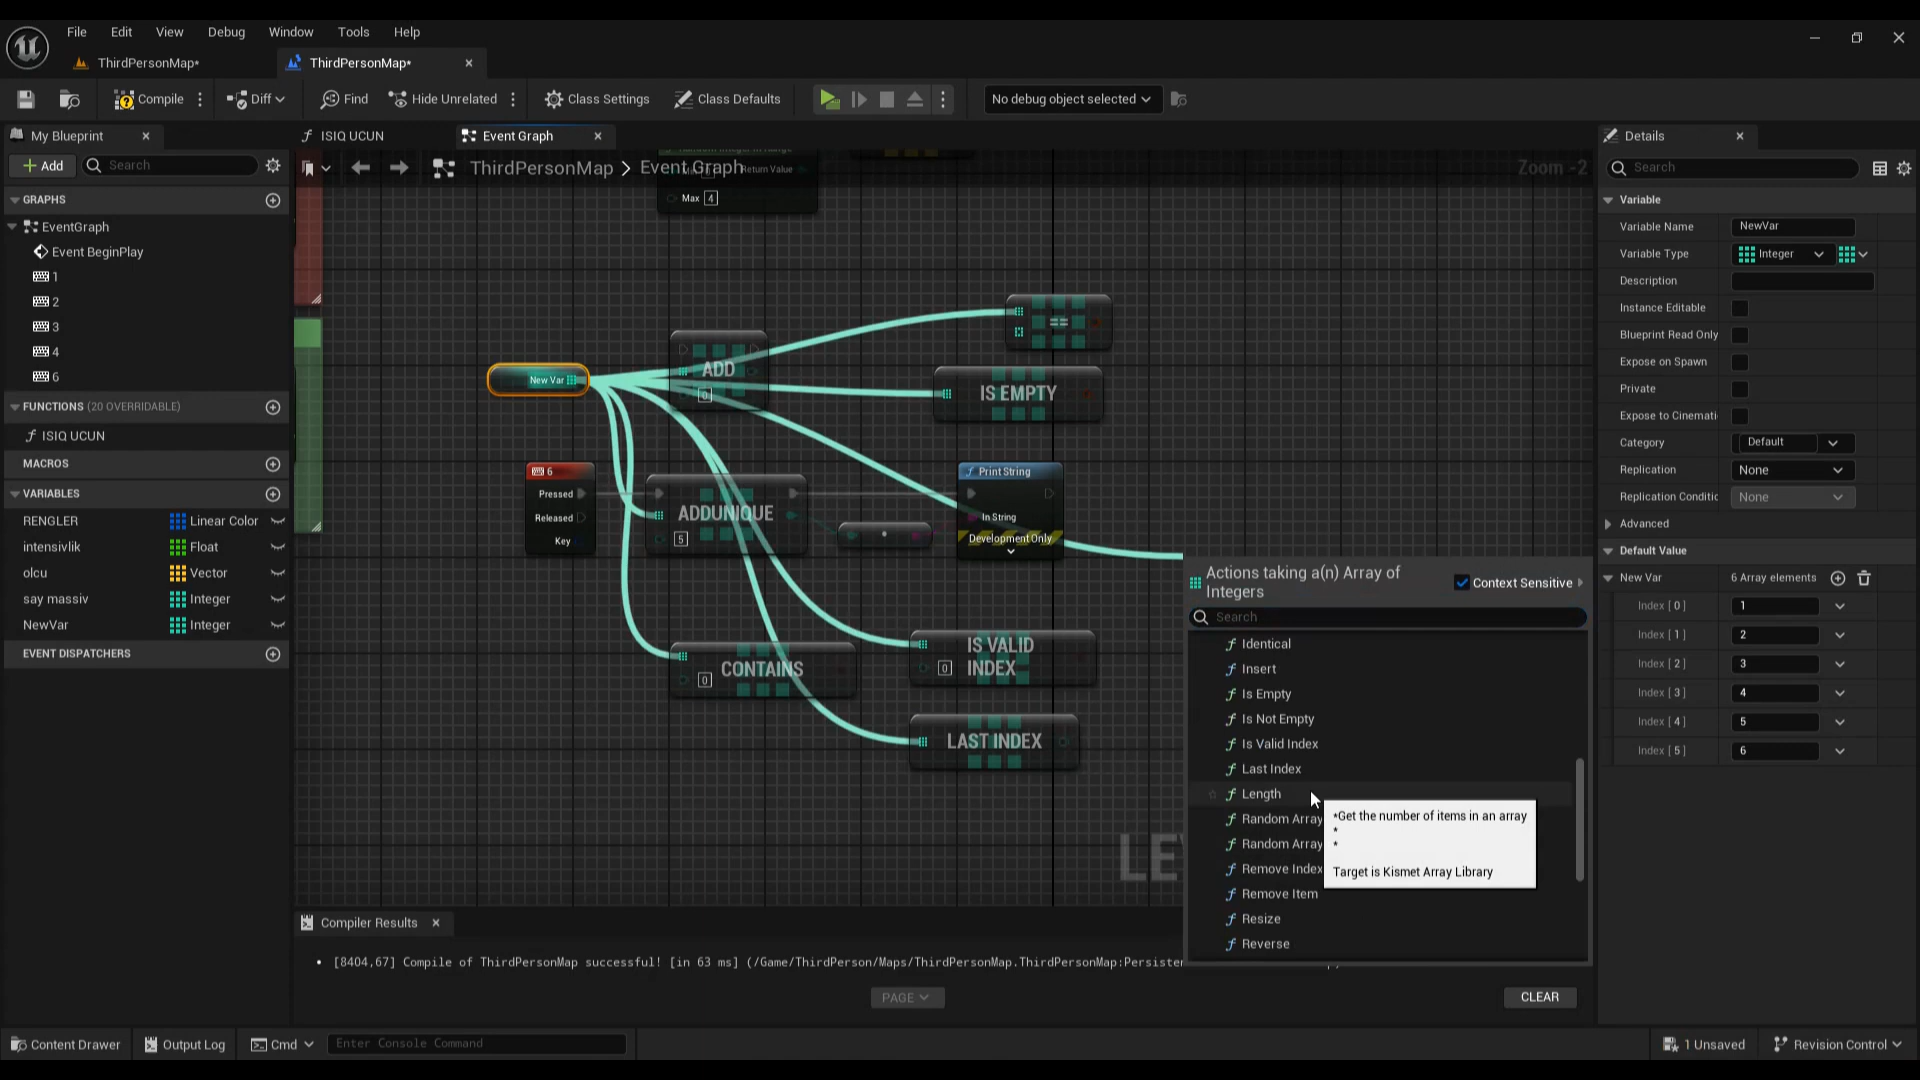 File Edit View Debug Window Tools Help
ThirdPersonMap*
ThirdPersonMap*
Compile
Diff
Find
Hide Unrelated
Class Settings
Class Defaults
No debug object selected
My Blueprint
ISIQ UCUN
Event Graph
Details
Add
Search
ThirdPersonMap > Event Graph
Zoom -2
Search
GRAPHS
EventGraph
Event BeginPlay
1
2
3
4
6
FUNCTIONS (20 OVERRIDABLE)
ISIQ UCUN
MACROS
VARIABLES
RENGLER Linear Color
intensivlik Float
olcu Vector
say massiv Integer
NewVar Integer
EVENT DISPATCHERS
Return Value
Max 4
New Var
ADD
0
==
IS EMPTY
6
Pressed
Released
Key
ADDUNIQUE
5
Print String
In String
Development Only
CONTAINS
0
IS VALID
INDEX
0
LAST INDEX
LE
Actions taking a(n) Array of
Integers
Context Sensitive
Search
Identical
Insert
Is Empty
Is Not Empty
Is Valid Index
Last Index
Length
Random Array
Random Array
Remove Index
Remove Item
Resize
Reverse
*Get the number of items in an array
*
*
Target is Kismet Array Library
Variable
Variable Name NewVar
Variable Type Integer
Description
Instance Editable
Blueprint Read Only
Expose on Spawn
Private
Expose to Cinemati
Category Default
Replication None
Replication Conditic None
Advanced
Default Value
New Var 6 Array elements
Index [ 0 ] 1
Index [ 1 ] 2
Index [ 2 ] 3
Index [ 3 ] 4
Index [ 4 ] 5
Index [ 5 ] 6
Compiler Results
[8404,67] Compile of ThirdPersonMap successful! [in 63 ms] (/Game/ThirdPerson/Maps/ThirdPersonMap.ThirdPersonMap:Persister
PAGE
CLEAR
Content Drawer
Output Log
Cmd
Enter Console Command
1 Unsaved
Revision Control